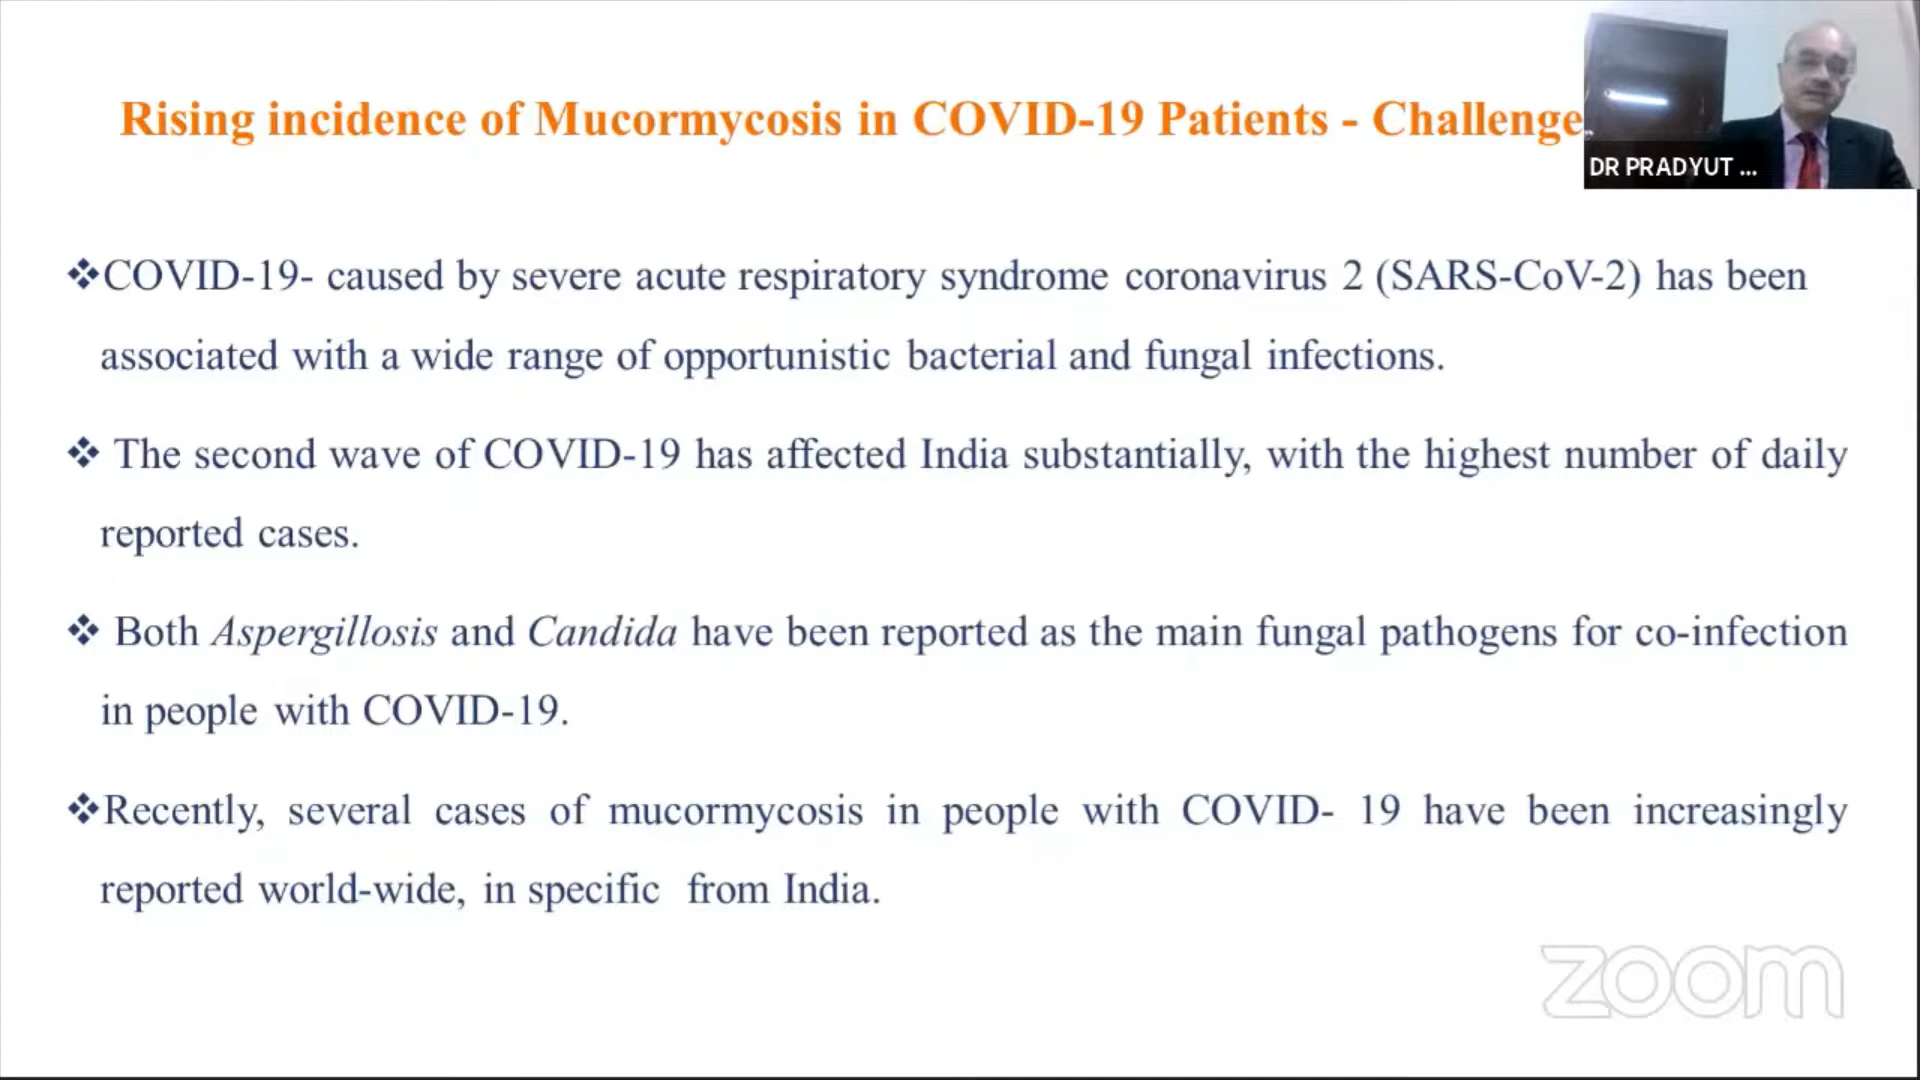 Rising incidence of Mucormycosis in COVID-19 Patients - Challenge
DR PRADYUT ...
❖COVID-19- caused by severe acute respiratory syndrome coronavirus 2 (SARS-CoV-2) has been
associated with a wide range of opportunistic bacterial and fungal infections.
❖ The second wave of COVID-19 has affected India substantially, with the highest number of daily
reported cases.
❖ Both Aspergillosis and Candida have been reported as the main fungal pathogens for co-infection
in people with COVID-19.
❖Recently, several cases of mucormycosis in people with COVID- 19 have been increasingly
reported world-wide, in specific from India.
zoom